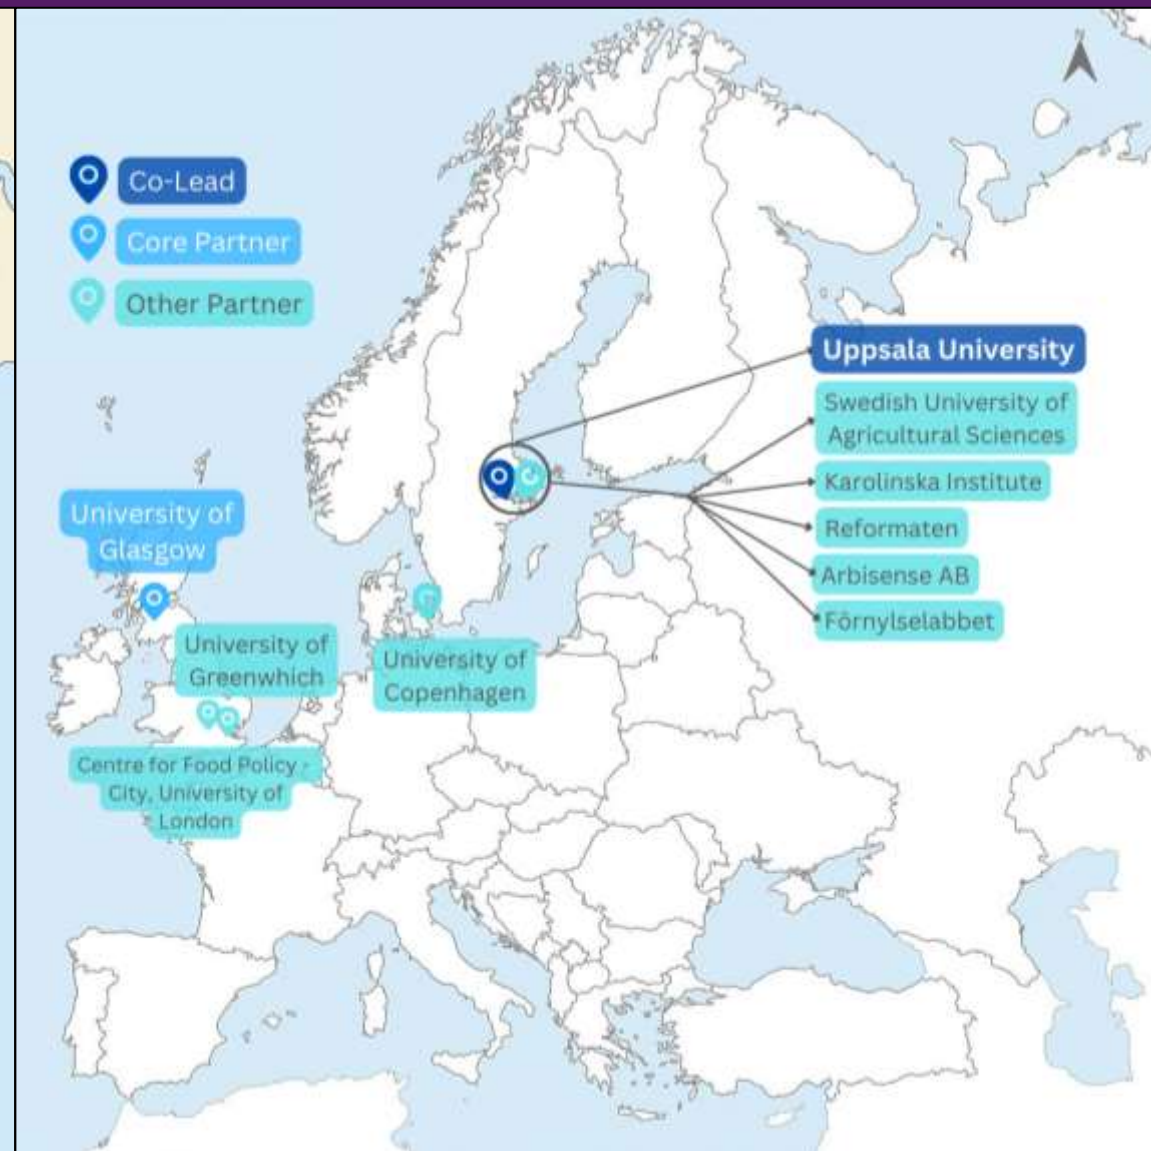 Co-Lead
Core Partner
Other Partner
Uppsala University
Swedish University of
Agricultural Sciences
Karolinska Institute
Reformaten
Arbisense AB
Förnylselabbet
University of
Glasgow
University of
Greenwhich
University of
Copenhagen
Centre for Food Policy -
City, University of
London